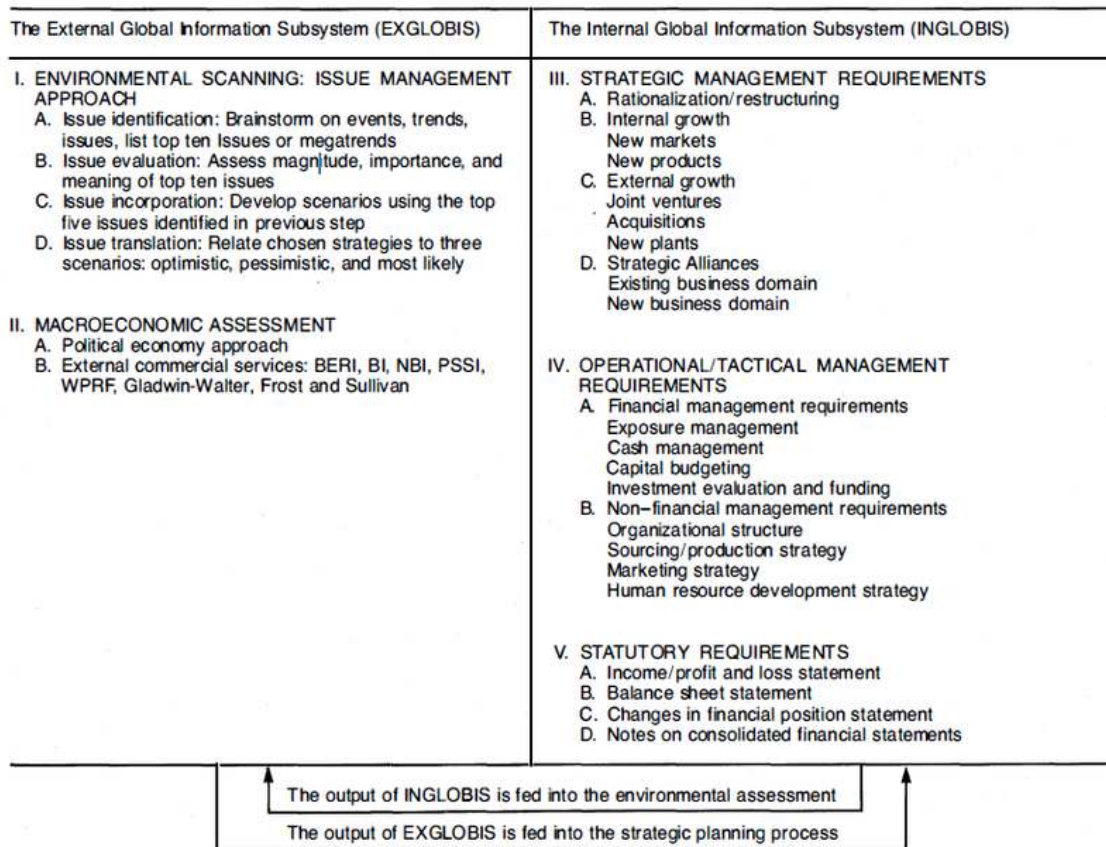 The External Global Information Subsystem (EXGLOBIS)
I. ENVIRONMENTAL SCANNING: ISSUE MANAGEMENT
APPROACH
A. Issue identification: Brainstorm on events, trends,
issues, list top ten Issues or megatrends
B. Issue evaluation: Assess magnitude, importance, and
meaning of top ten issues
C. Issue incorporation: Develop scenarios using the top
five issues identified in previous step
D. Issue translation: Relate chosen strategies to three
scenarios: optimistic, pessimistic, and most likely
II. MACROECONOMIC ASSESSMENT
A. Political economy approach
B. External commercial services: BERI, BI, NBI, PSSI,
WPRF, Gladwin-Walter, Frost and Sullivan
The Internal Global Information Subsystem (INGLOBIS)
III. STRATEGIC MANAGEMENT REQUIREMENTS
A. Rationalization/restructuring
B. Internal growth
New markets
New products
C. External growth
Joint ventures
Acquisitions
New plants
D. Strategic Alliances
Existing business domain
New business domain
IV. OPERATIONAL/TACTICAL MANAGEMENT
REQUIREMENTS
A. Financial management requirements
Exposure management
Cash management
Capital budgeting
Investment evaluation and funding
B. Non-financial management requirements
Organizational structure
Sourcing/production strategy
Marketing strategy
Human resource development strategy
V. STATUTORY REQUIREMENTS
A. Income/profit and loss statement
B. Balance sheet statement
C. Changes in financial position statement
D. Notes on consolidated financial statements
The output of INGLOBIS is fed into the environmental assessment
The output of EXGLOBIS is fed into the strategic planning process